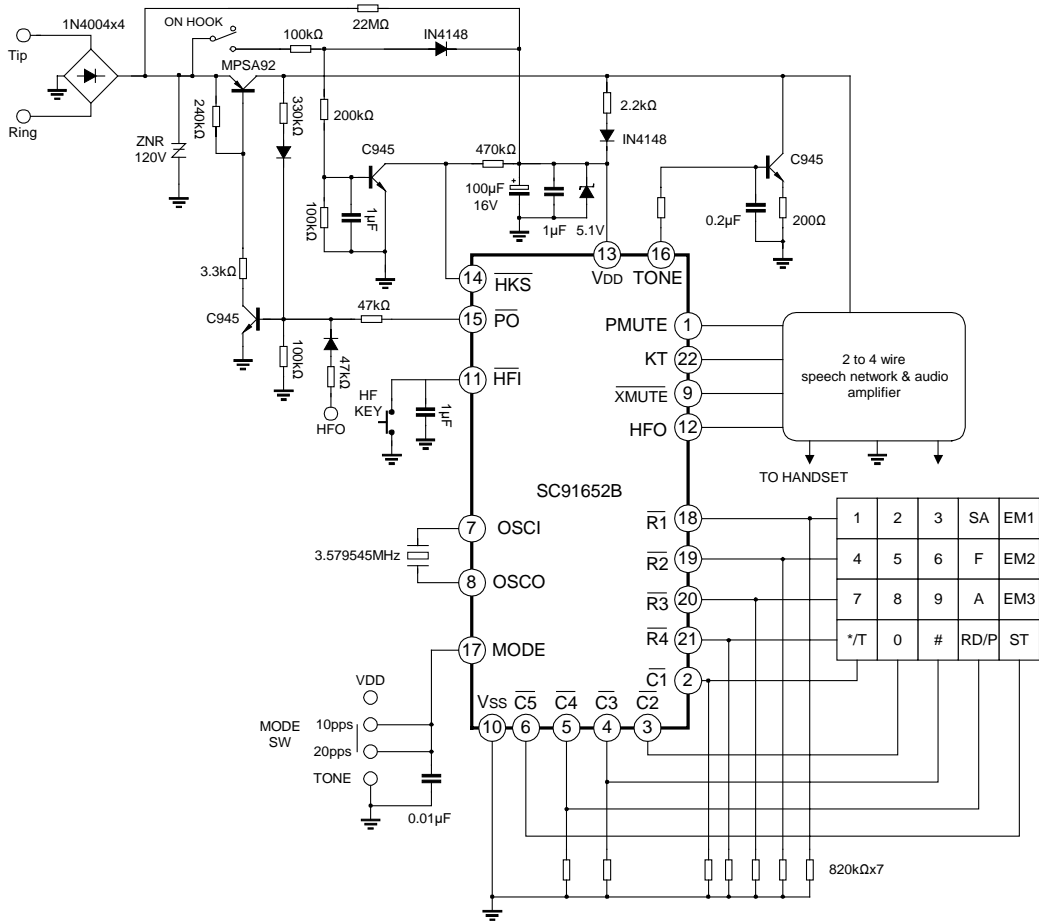 1N4004x4
ON HOOK
22MΩ
100kΩ
IN4148
Tip
MPSA92
Ring
240kΩ
330kΩ
200kΩ
2.2kΩ
IN4148
ZNR
120V
C945
470kΩ
C945
100µF
16V
+
1µF
5.1V
100kΩ
1µF
0.2µF
200Ω
13
16
VDD
TONE
3.3kΩ
14
HKS
C945
47kΩ
15
PO
PMUTE
1
100kΩ
47kΩ
HFO
11
HFI
HF
KEY
1µF
KT
22
XMUTE
9
HFO
12
2 to 4 wire
speech network & audio
amplifier
TO HANDSET
SC91652B
3.579545MHz
7
OSCI
8
OSCO
R1
18
R2
19
R3
20
R4
21
C1
2
1 2 3 SA EM1
4 5 6 F EM2
7 8 9 A EM3
*/T 0 # RD/P ST
17
MODE
VDD
MODE
SW
10pps
20pps
TONE
0.01µF
VSS
C5
C4
C3
C2
10
6
5
4
3
820kΩx7